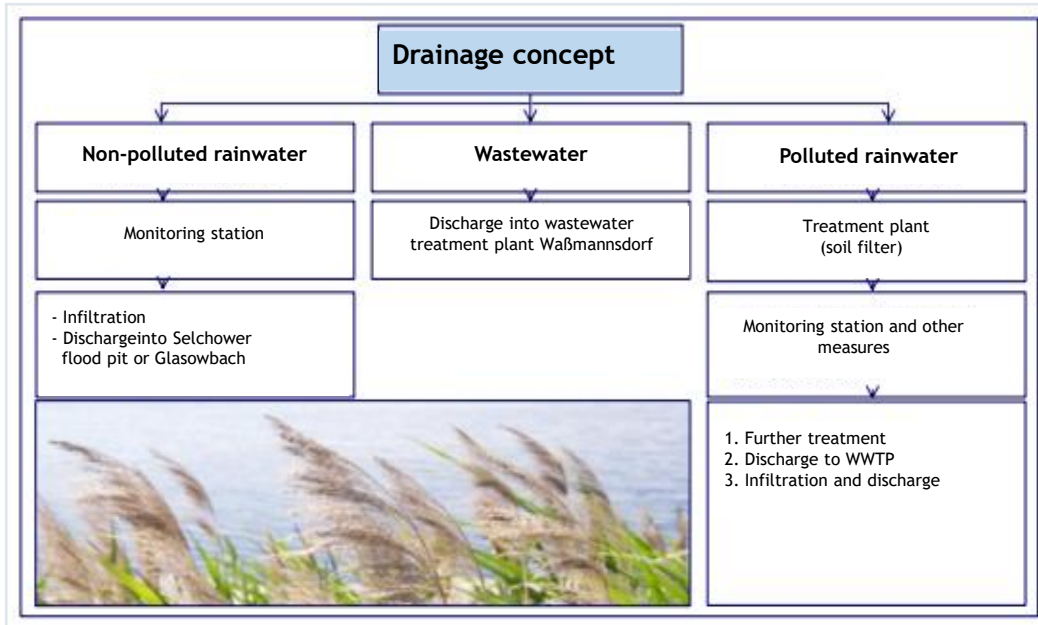 Drainage concept
Non-polluted rainwater
Wastewater
Polluted rainwater
Monitoring station
Discharge into wastewater
treatment plant Waßmannsdorf
Treatment plant
(soil filter)
- Infiltration
- Dischargeinto Selchower
flood pit or Glasowbach
Monitoring station and other
measures
1. Further treatment
2. Discharge to WWTP
3. Infiltration and discharge